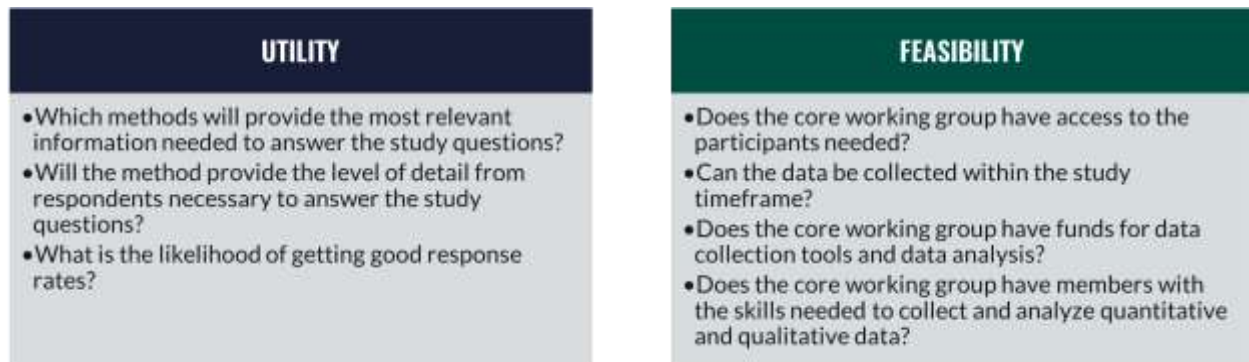 UTILITY
•Which methods will provide the most relevant
information needed to answer the study questions?
•Will the method provide the level of detail from
respondents necessary to answer the study
questions?
•What is the likelihood of getting good response
rates?
FEASIBILITY
•Does the core working group have access to the
participants needed?
•Can the data be collected within the study
timeframe?
•Does the core working group have funds for data
collection tools and data analysis?
•Does the core working group have members with
the skills needed to collect and analyze quantitative
and qualitative data?